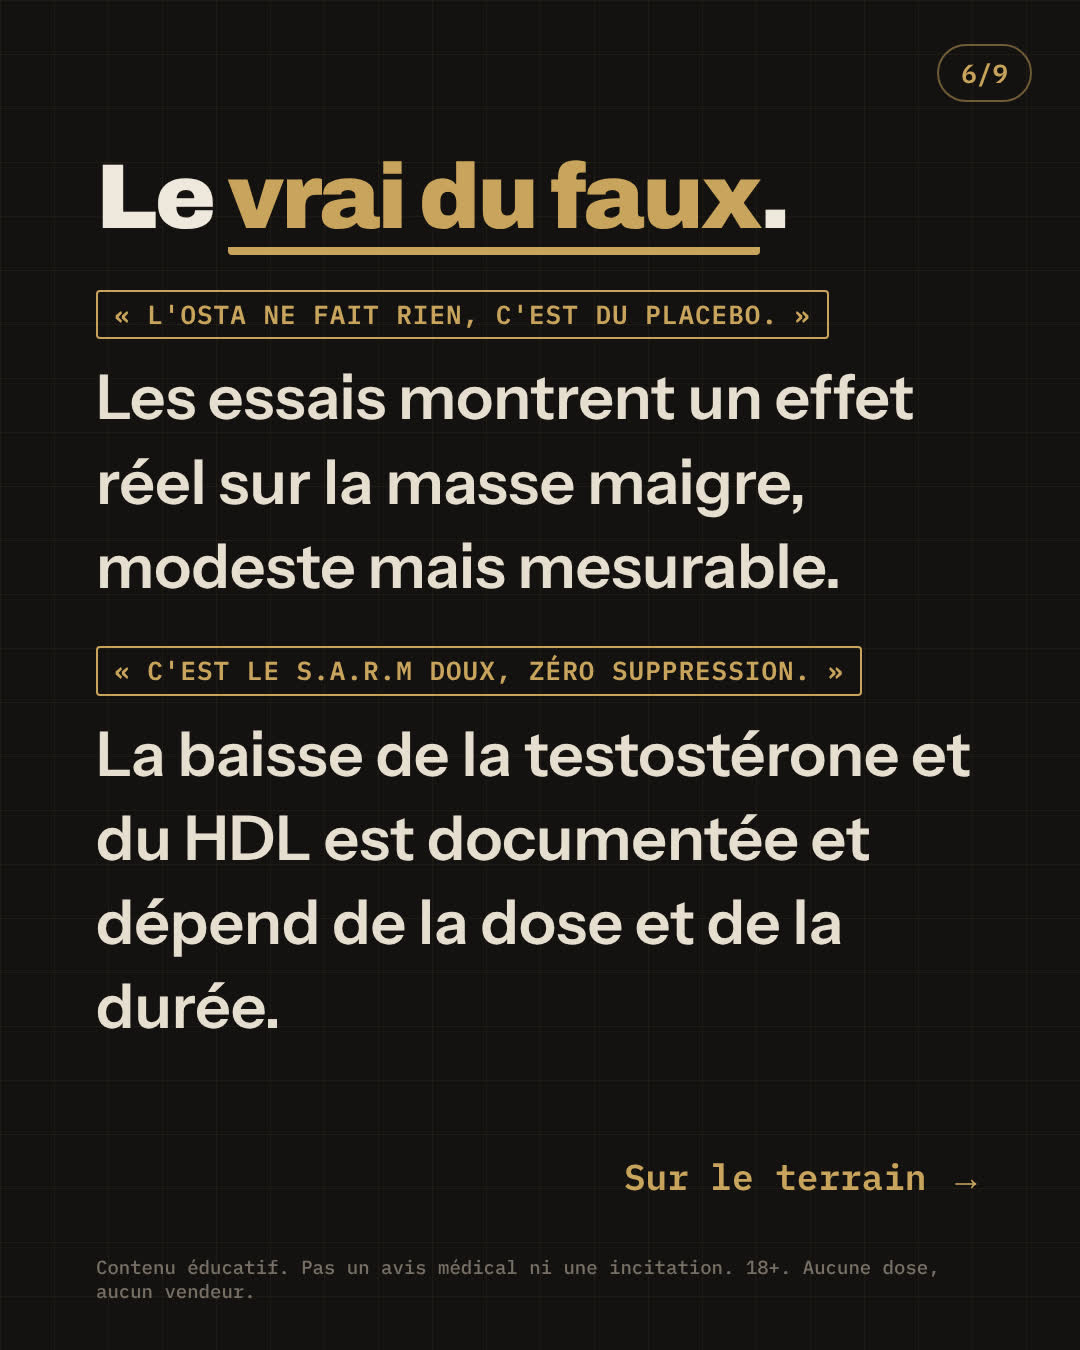 6/9
Le vrai du faux.
« L'OSTA NE FAIT RIEN, C'EST DU PLACEBO. »
Les essais montrent un effet
réel sur la masse maigre,
modeste mais mesurable.
« C'EST LE S.A.R.M DOUX, ZÉRO SUPPRESSION. »
La baisse de la testostérone et
du HDL est documentée et
dépend de la dose et de la
durée.
Sur le terrain →
Contenu éducatif. Pas un avis médical ni une incitation. 18+. Aucune dose,
aucun vendeur.